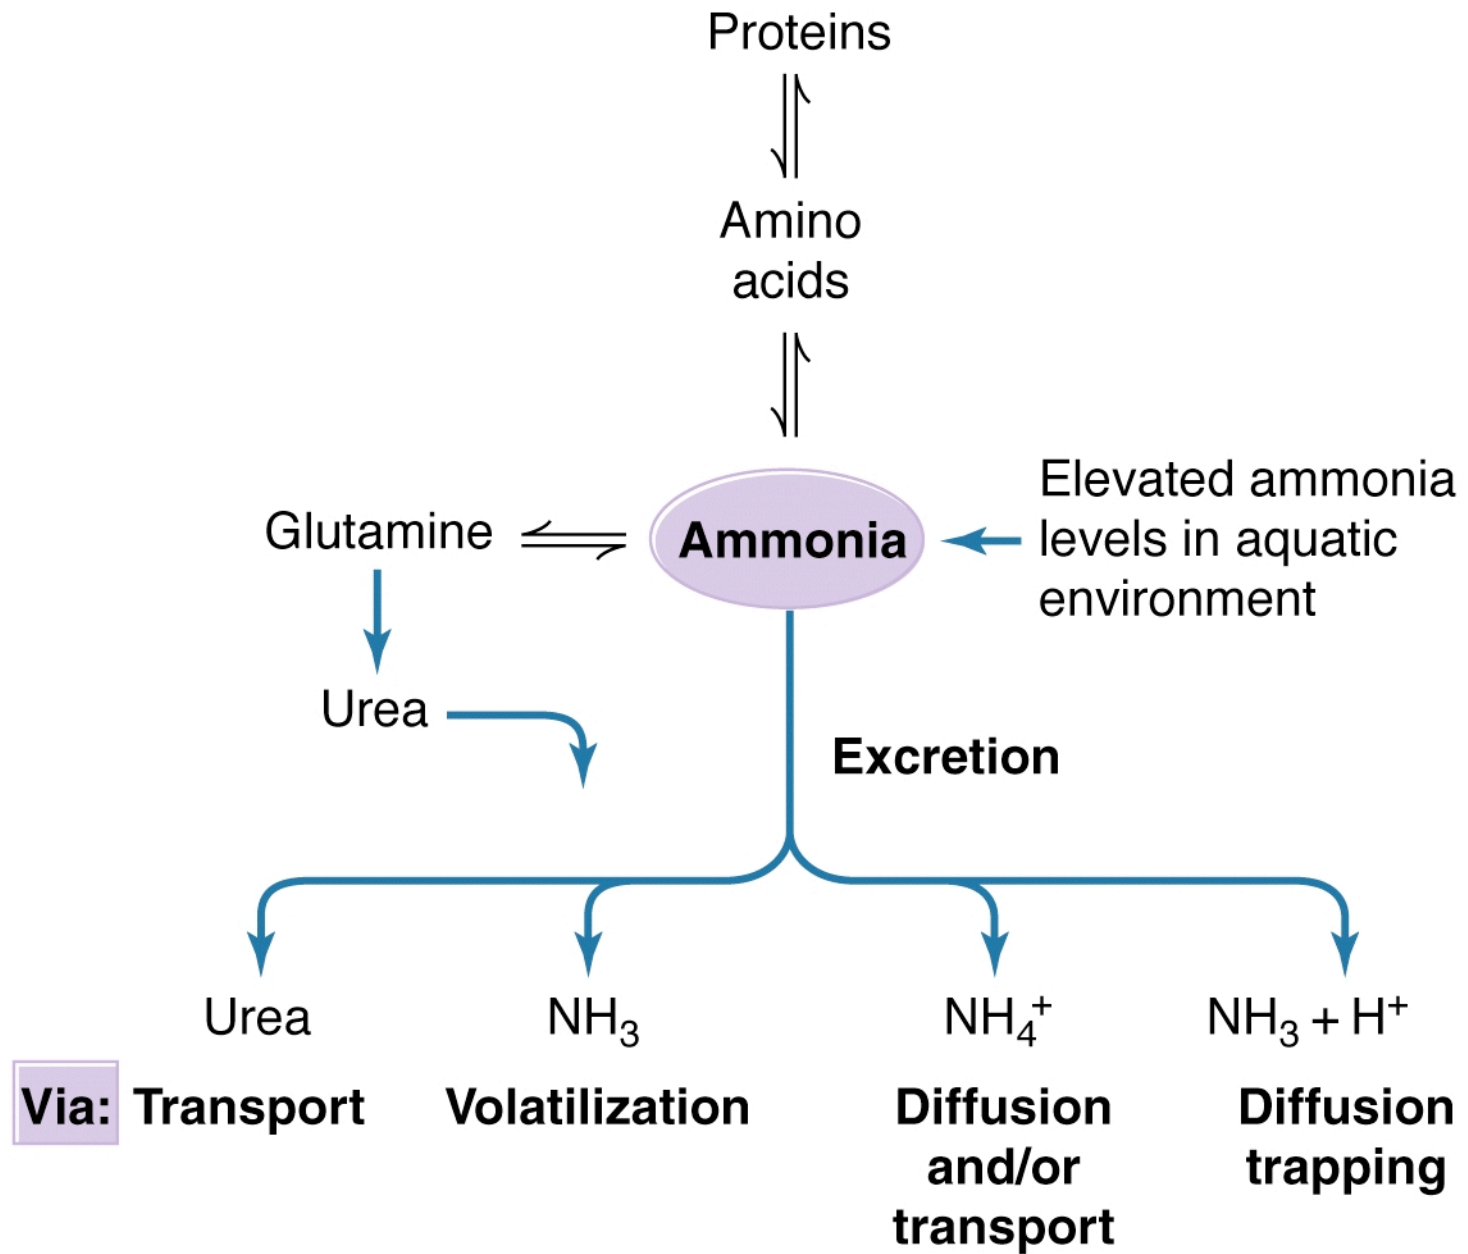 Proteins
Amino
acids
Glutamine
Ammonia
Elevated ammonia
levels in aquatic
environment
Urea
Excretion
Urea
NH₃
NH₄⁺
NH₃ + H⁺
Via:
Transport
Volatilization
Diffusion
and/or
transport
Diffusion
trapping